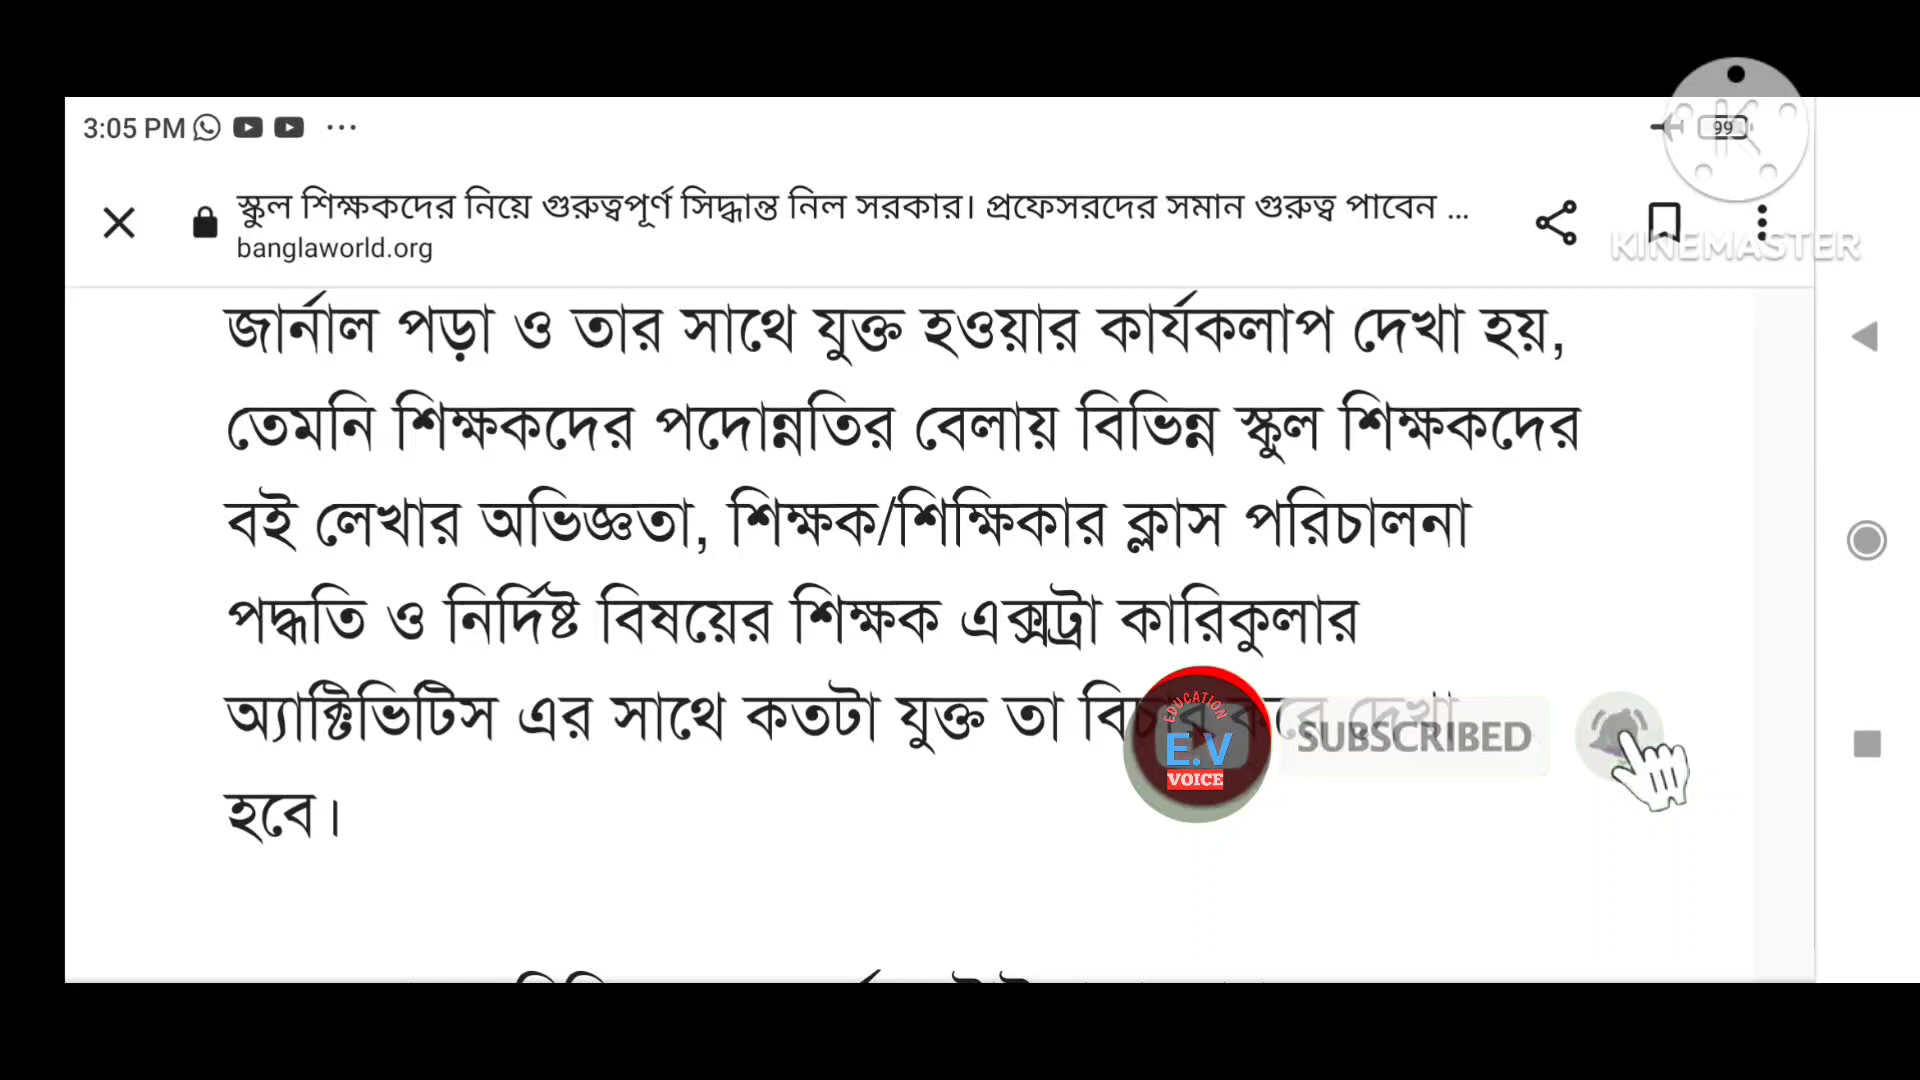 3:05 PM
99
স্কুল শিক্ষকদের নিয়ে গুরুত্বপূর্ণ সিদ্ধান্ত নিল সরকার। প্রফেসরদের সমান গুরুত্ব পাবেন ...
banglaworld.org
KINEMASTER
জার্নাল পড়া ও তার সাথে যুক্ত হওয়ার কার্যকলাপ দেখা হয়,
তেমনি শিক্ষকদের পদোন্নতির বেলায় বিভিন্ন স্কুল শিক্ষকদের
বই লেখার অভিজ্ঞতা, শিক্ষক/শিক্ষিকার ক্লাস পরিচালনা
পদ্ধতি ও নির্দিষ্ট বিষয়ের শিক্ষক এক্সট্রা কারিকুলার
অ্যাক্টিভিটিস এর সাথে কতটা যুক্ত তা বিচার করে দেখা
হবে।
EDUCATION
E.V
VOICE
SUBSCRIBED